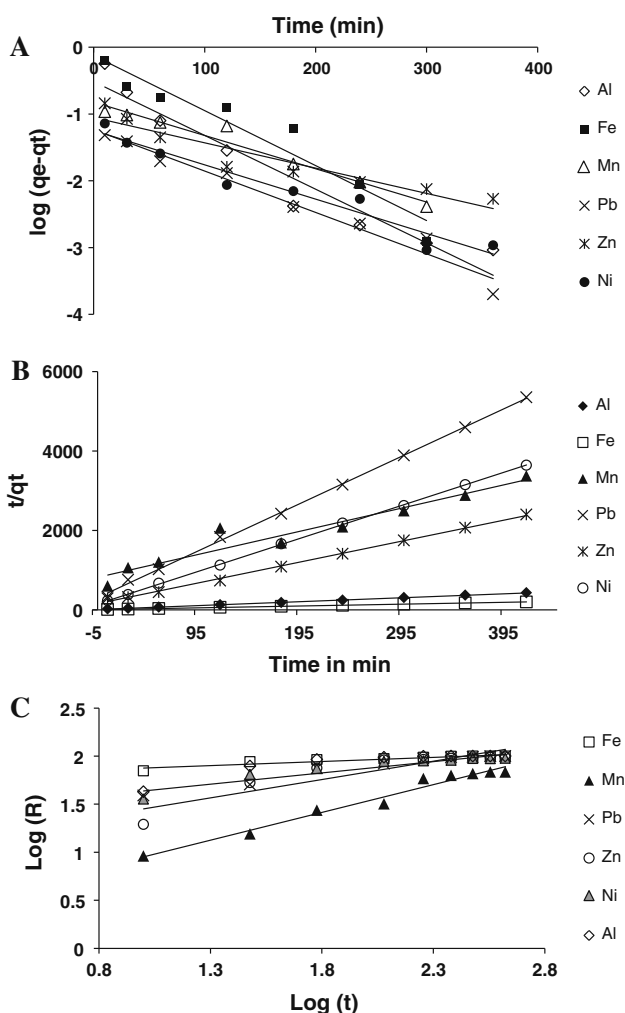 Time (min)
A
0 100 200 300 400
0
-1
-2
-3
-4
log (qe-qt)
Al
Fe
Mn
Pb
Zn
Ni
B
6000
4000
2000
0
t/qt
-5 95 195 295 395
Time in min
Al
Fe
Mn
Pb
Zn
Ni
C
2.5
2
1.5
1
0.5
0
Log (R)
0.8 1.3 1.8 2.3 2.8
Log (t)
Fe
Mn
Pb
Zn
Ni
Al